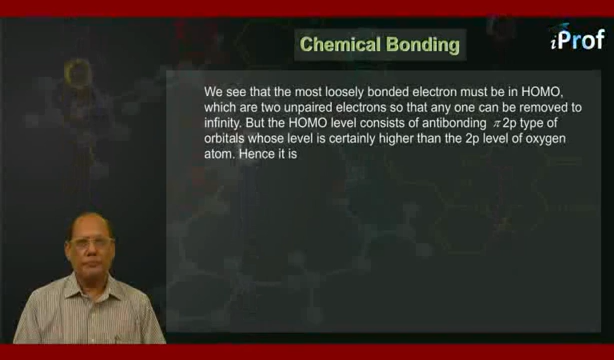 iProf
Chemical Bonding
We see that the most loosely bonded electron must be in HOMO,
which are two unpaired electrons so that any one can be removed to
infinity. But the HOMO level consists of antibonding π 2p type of
orbitals whose level is certainly higher than the 2p level of oxygen
atom. Hence it is